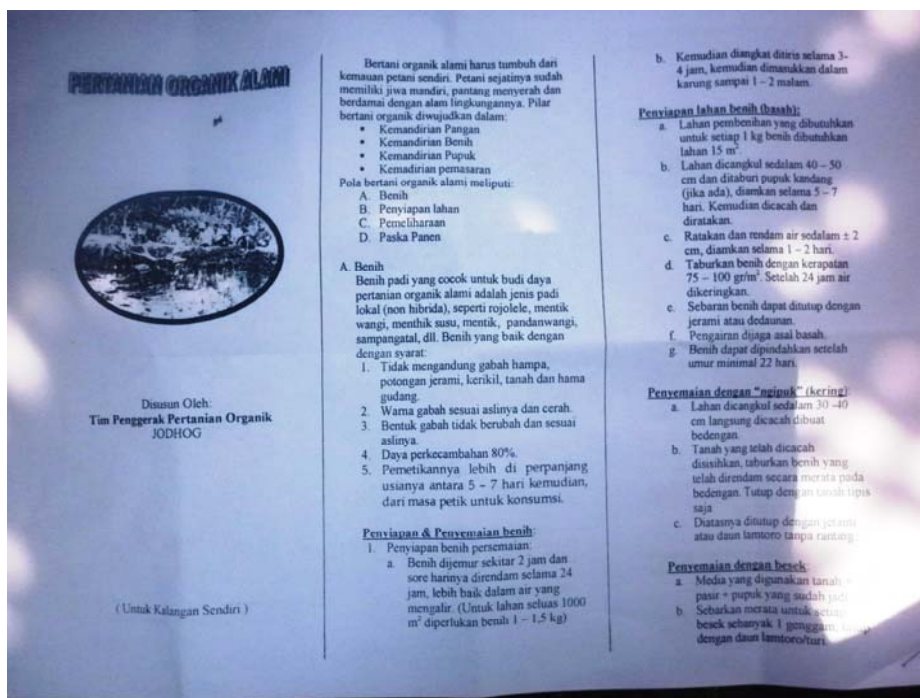 PERTANIAN ORGANIK ALAMI
Disusun Oleh:
Tim Penggerak Pertanian Organik
JODHOG
( Untuk Kalangan Sendiri )
Bertani organik alami harus tumbuh dari
kemauan petani sendiri. Petani sejatinya sudah
memiliki jiwa mandiri, pantang menyerah dan
berdamai dengan alam lingkungannya. Pilar
bertani organik diwujudkan dalam:
• Kemandirian Pangan
• Kemandirian Benih
• Kemandirian Pupuk
• Kemadirian pemasaran
Pola bertani organik alami meliputi:
A. Benih
B. Penyiapan lahan
C. Pemeliharaan
D. Paska Panen
A. Benih
Benih padi yang cocok untuk budi daya
pertanian organik alami adalah jenis padi
lokal (non hibrida), seperti rojolele, mentik
wangi, menthik susu, mentik, pandanwangi,
sampangatal, dll. Benih yang baik dengan
dengan syarat:
1. Tidak mengandung gabah hampa,
potongan jerami, kerikil, tanah dan hama
gudang.
2. Warna gabah sesuai aslinya dan cerah.
3. Bentuk gabah tidak berubah dan sesuai
aslinya.
4. Daya perkecambahan 80%.
5. Pemetikannya lebih di perpanjang
usianya antara 5 – 7 hari kemudian,
dari masa petik untuk konsumsi.
Penyiapan & Penyemaian benih:
1. Penyiapan benih persemaian:
a. Benih dijemur sekitar 2 jam dan
sore harinya direndam selama 24
jam, lebih baik dalam air yang
mengalir. (Untuk lahan seluas 1000
m² diperlukan benih 1 – 1,5 kg)
b. Kemudian diangkat ditiris selama 3-
4 jam, kemudian dimasukkan dalam
karung sampai 1 – 2 malam.
Penyiapan lahan benih (basah):
a. Lahan pembenihan yang dibutuhkan
untuk setiap 1 kg benih dibutuhkan
lahan 15 m².
b. Lahan dicangkul sedalam 40 – 50
cm dan ditaburi pupuk kandang
(jika ada), diamkan selama 5 – 7
hari. Kemudian dicacah dan
diratakan.
c. Ratakan dan rendam air sedalam ± 2
cm, diamkan selama 1 – 2 hari.
d. Taburkan benih dengan kerapatan
75 – 100 gr/m². Setelah 24 jam air
dikeringkan.
e. Sebaran benih dapat ditutup dengan
jerami atau dedaunan.
f. Pengairan dijaga asal basah.
g. Benih dapat dipindahkan setelah
umur minimal 22 hari.
Penyemaian dengan "ngipuk" (kering):
a. Lahan dicangkul sedalam 30 -40
cm langsung dicacah dibuat
bedengan.
b. Tanah yang telah dicacah
disisihkan, taburkan benih yang
telah direndam secara merata pada
bedengan. Tutup dengan tanah tipis
saja
c. Diatasnya ditutup dengan jerami
atau daun lamtoro tanpa ranting.
Penyemaian dengan besek:
a. Media yang digunakan tanah +
pasir + pupuk yang sudah jadi
b. Sebarkan merata untuk setiap
besek sebanyak 1 genggam,
dengan daun lamtoro/turi.